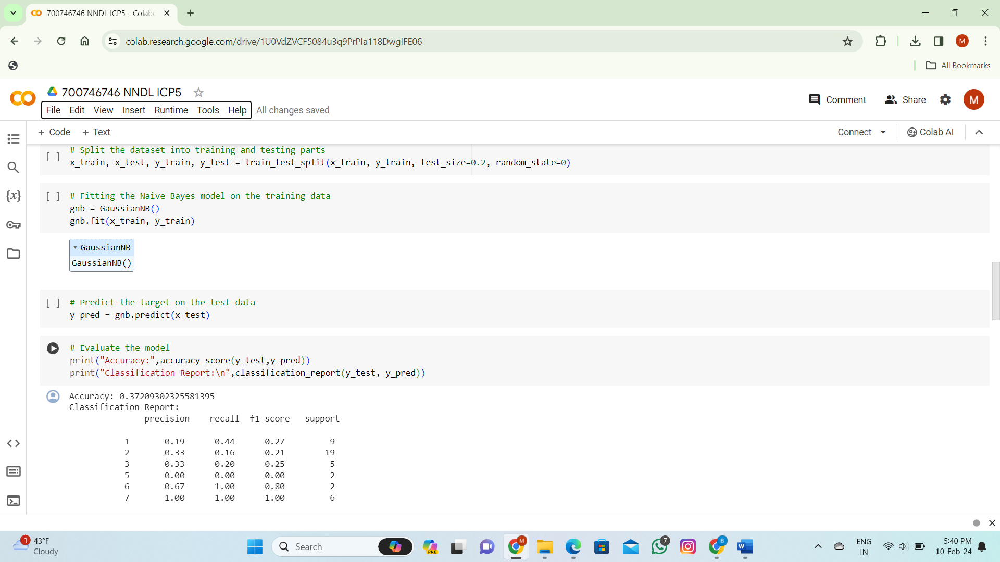 700746746 NNDL ICP5 - Colab
colab.research.google.com/drive/1U0VdZVCF5084u3q9PrPIa118DwgIFE06
M
All Bookmarks
700746746 NNDL ICP5
File Edit View Insert Runtime Tools Help All changes saved
Comment Share M
+ Code + Text
Connect Colab AI
# Split the dataset into training and testing parts
[ ] x_train, x_test, y_train, y_test = train_test_split(x_train, y_train, test_size=0.2, random_state=0)
[ ] # Fitting the Naive Bayes model on the training data
gnb = GaussianNB()
gnb.fit(x_train, y_train)
GaussianNB
GaussianNB()
[ ] # Predict the target on the test data
y_pred = gnb.predict(x_test)
# Evaluate the model
print("Accuracy:",accuracy_score(y_test,y_pred))
print("Classification Report:\n",classification_report(y_test, y_pred))
Accuracy: 0.37209302325581395
Classification Report:
precision recall f1-score support
1 0.19 0.44 0.27 9
2 0.33 0.16 0.21 19
3 0.33 0.20 0.25 5
5 0.00 0.00 0.00 2
6 0.67 1.00 0.80 2
7 1.00 1.00 1.00 6
{x}
1 43°F
Cloudy
Search
PRE
M
7
B
W
ENG
IN
5:40 PM
10-Feb-24